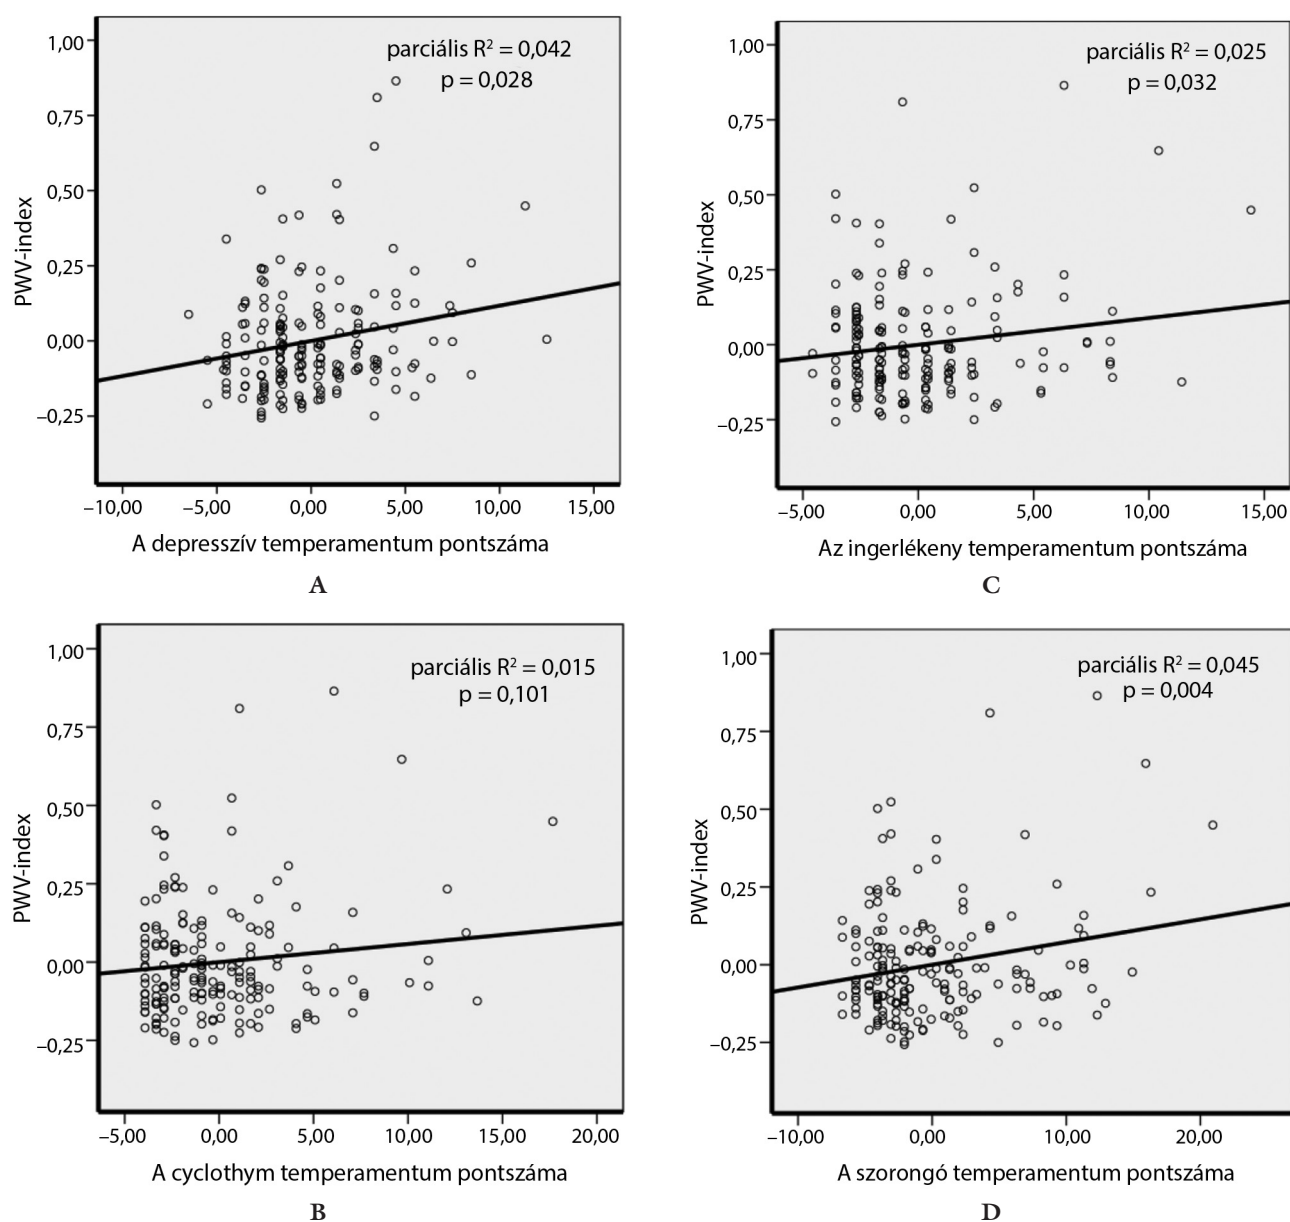 parciális R² = 0,042
p = 0,028
1,00
0,75
0,50
0,25
0,00
–0,25
PWV-index
–10,00 –5,00 0,00 5,00 10,00 15,00
A depresszív temperamentum pontszáma
A
parciális R² = 0,025
p = 0,032
1,00
0,75
0,50
0,25
0,00
–0,25
PWV-index
–5,00 0,00 5,00 10,00 15,00
Az ingerlékeny temperamentum pontszáma
C
parciális R² = 0,015
p = 0,101
1,00
0,75
0,50
0,25
0,00
–0,25
PWV-index
–5,00 0,00 5,00 10,00 15,00 20,00
A cyclothym temperamentum pontszáma
B
parciális R² = 0,045
p = 0,004
1,00
0,75
0,50
0,25
0,00
–0,25
PWV-index
–10,00 0,00 10,00 20,00
A szorongó temperamentum pontszáma
D